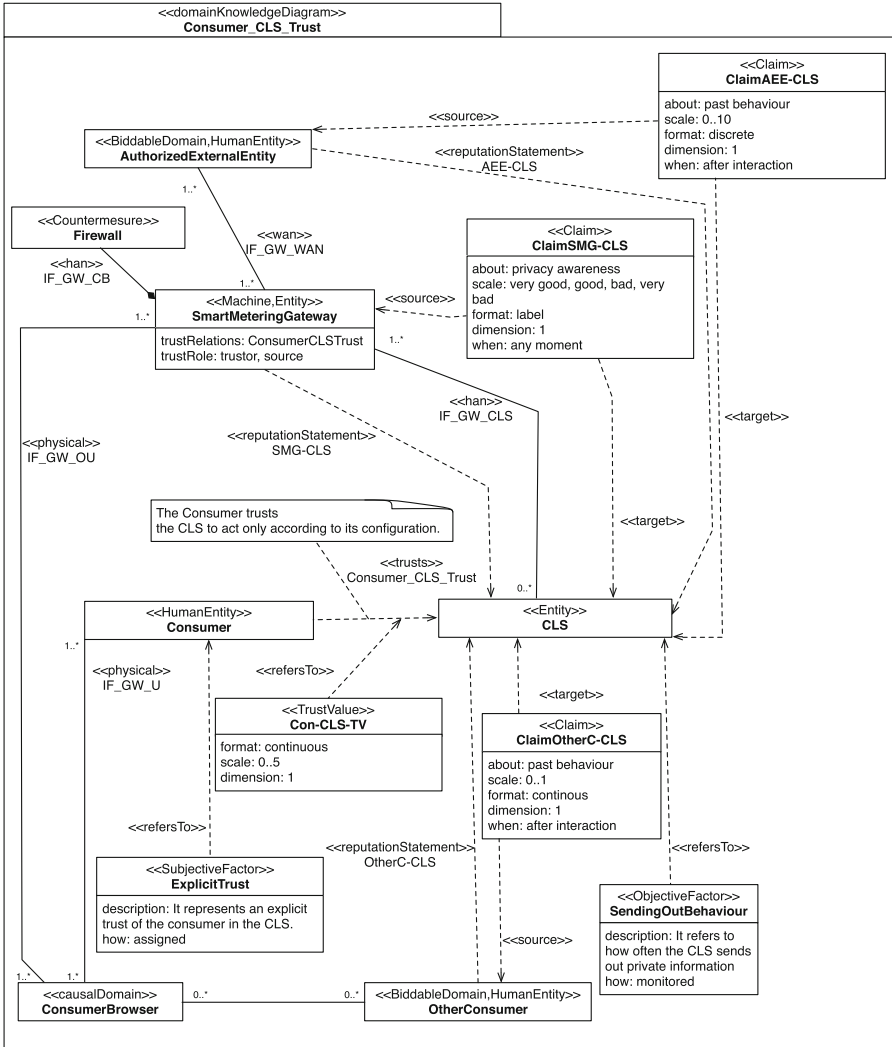 <<domainKnowledgeDiagram>>
Consumer_CLS_Trust
<<Claim>>
ClaimAEE-CLS
about: past behaviour
scale: 0..10
format: discrete
dimension: 1
when: after interaction
<<source>>
<<BiddableDomain,HumanEntity>>
AuthorizedExternalEntity
<<reputationStatement>>
AEE-CLS
1..*
<<Countermesure>>
Firewall
<<wan>>
IF_GW_WAN
<<Claim>>
ClaimSMG-CLS
about: privacy awareness
scale: very good, good, bad, very
bad
format: label
dimension: 1
when: any moment
<<han>>
IF_GW_CB
1..*
<<source>>
<<Machine,Entity>>
SmartMeteringGateway
trustRelations: ConsumerCLSTrust
trustRole: trustor, source
1..*
1..*
<<han>>
IF_GW_CLS
<<target>>
<<reputationStatement>>
SMG-CLS
<<physical>>
IF_GW_OU
The Consumer trusts
the CLS to act only according to its configuration.
<<target>>
<<trusts>>
Consumer_CLS_Trust
0..*
<<HumanEntity>>
Consumer
<<Entity>>
CLS
1..*
<<physical>>
IF_GW_U
<<refersTo>>
<<target>>
<<TrustValue>>
Con-CLS-TV
format: continuous
scale: 0..5
dimension: 1
<<Claim>>
ClaimOtherC-CLS
about: past behaviour
scale: 0..1
format: continous
dimension: 1
when: after interaction
<<refersTo>>
<<reputationStatement>>
OtherC-CLS
<<refersTo>>
<<SubjectiveFactor>>
ExplicitTrust
description: It represents an explicit
trust of the consumer in the CLS.
how: assigned
<<ObjectiveFactor>>
SendingOutBehaviour
description: It refers to
how often the CLS sends
out private information
how: monitored
<<source>>
1..*
1.*
<<causalDomain>>
ConsumerBrowser
0..*
0..*
<<BiddableDomain,HumanEntity>>
OtherConsumer